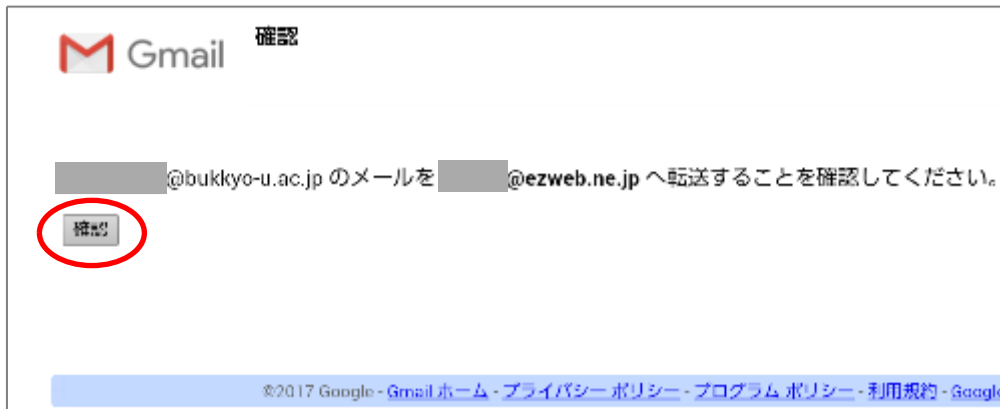 Gmail
確認
@bukkyo-u.ac.jp のメールを @ezweb.ne.jp へ転送することを確認してください。
確認
©2017 Google - Gmail ホーム - プライバシー ポリシー - プログラム ポリシー - 利用規約 - Google